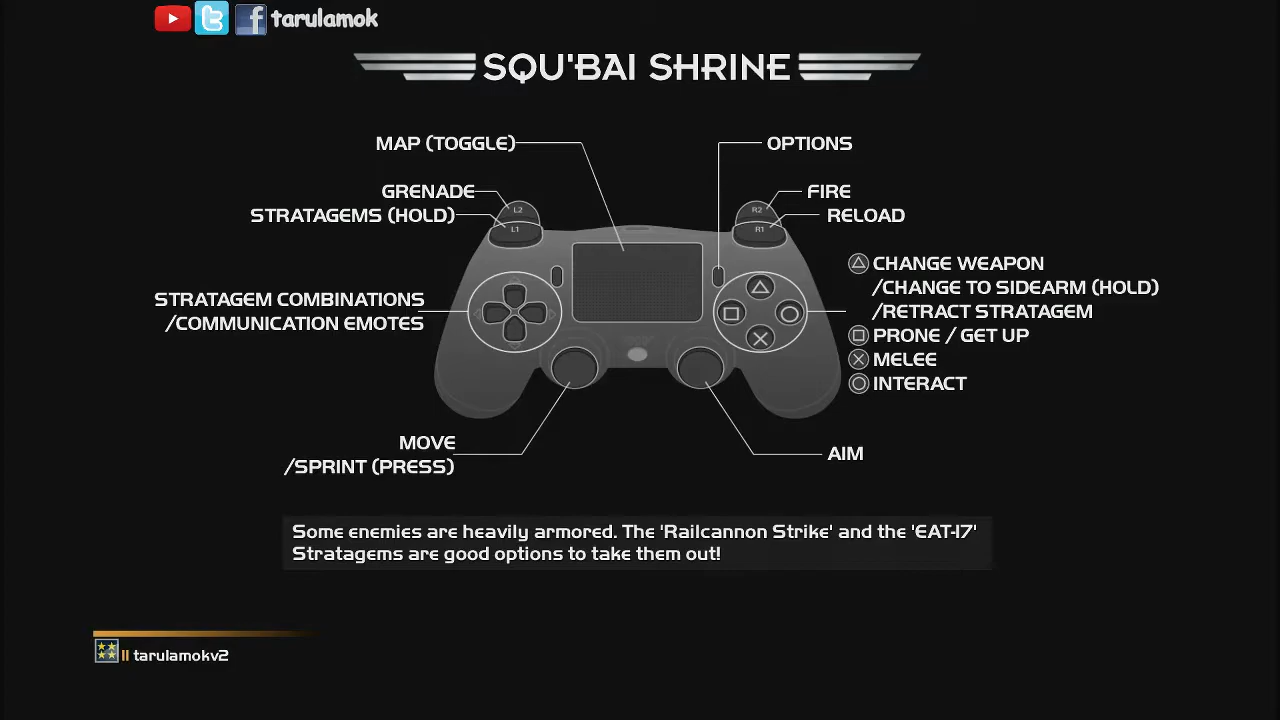 tarulamok
SQU'BAI SHRINE
MAP (TOGGLE)
OPTIONS
GRENADE
FIRE
STRATAGEMS (HOLD)
RELOAD
L2
L1
R2
R1
CHANGE WEAPON
/CHANGE TO SIDEARM (HOLD)
/RETRACT STRATAGEM
PRONE / GET UP
MELEE
INTERACT
STRATAGEM COMBINATIONS
/COMMUNICATION EMOTES
MOVE
/SPRINT (PRESS)
AIM
Some enemies are heavily armored. The 'Railcannon Strike' and the 'EAT-17'
Stratagems are good options to take them out!
II tarulamokv2